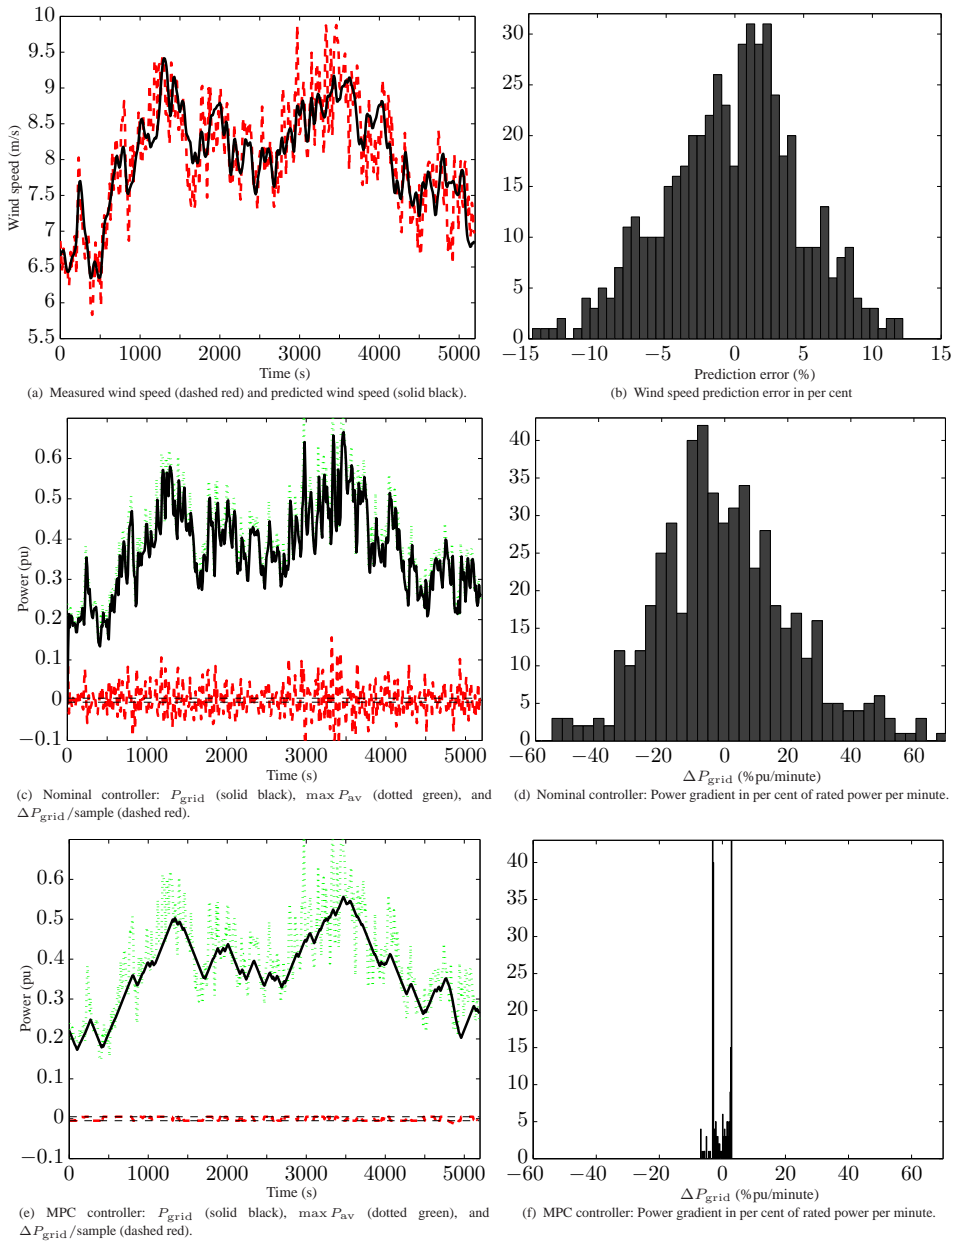 10
9.5
9
8.5
8
7.5
7
6.5
6
5.5
Wind speed (m/s)
0 1000 2000 3000 4000 5000
Time (s)
(a) Measured wind speed (dashed red) and predicted wind speed (solid black).
30
25
20
15
10
5
0
−15 −10 −5 0 5 10 15
Prediction error (%)
(b) Wind speed prediction error in per cent
0.6
0.5
0.4
0.3
0.2
0.1
0
−0.1
Power (pu)
0 1000 2000 3000 4000 5000
Time (s)
(c) Nominal controller: P_grid (solid black), max P_av (dotted green), and
ΔP_grid/sample (dashed red).
40
35
30
25
20
15
10
5
0
−60 −40 −20 0 20 40 60
ΔP_grid (%pu/minute)
(d) Nominal controller: Power gradient in per cent of rated power per minute.
0.6
0.5
0.4
0.3
0.2
0.1
0
−0.1
Power (pu)
0 1000 2000 3000 4000 5000
Time (s)
(e) MPC controller: P_grid (solid black), max P_av (dotted green), and
ΔP_grid/sample (dashed red).
40
35
30
25
20
15
10
5
0
−60 −40 −20 0 20 40 60
ΔP_grid (%pu/minute)
(f) MPC controller: Power gradient in per cent of rated power per minute.